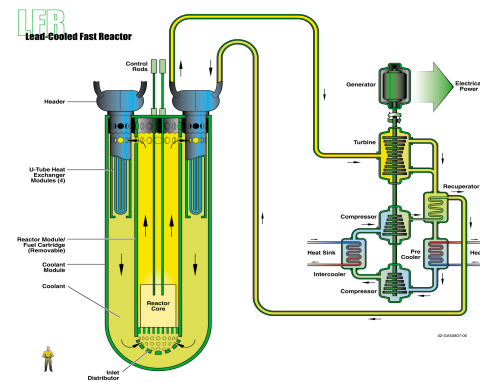 LFR
Lead-Cooled Fast Reactor
Control
Rods
Header
Generator
Electrical
Power
Turbine
U-Tube Heat
Exchanger
Modules (4)
Recuperator
Compressor
Reactor Module/
Fuel Cartridge
(Removable)
Heat Sink
Pre
Cooler
Hea
Coolant
Module
Intercooler
Coolant
Compressor
Reactor
Core
02-GA50807-06
Inlet
Distributor